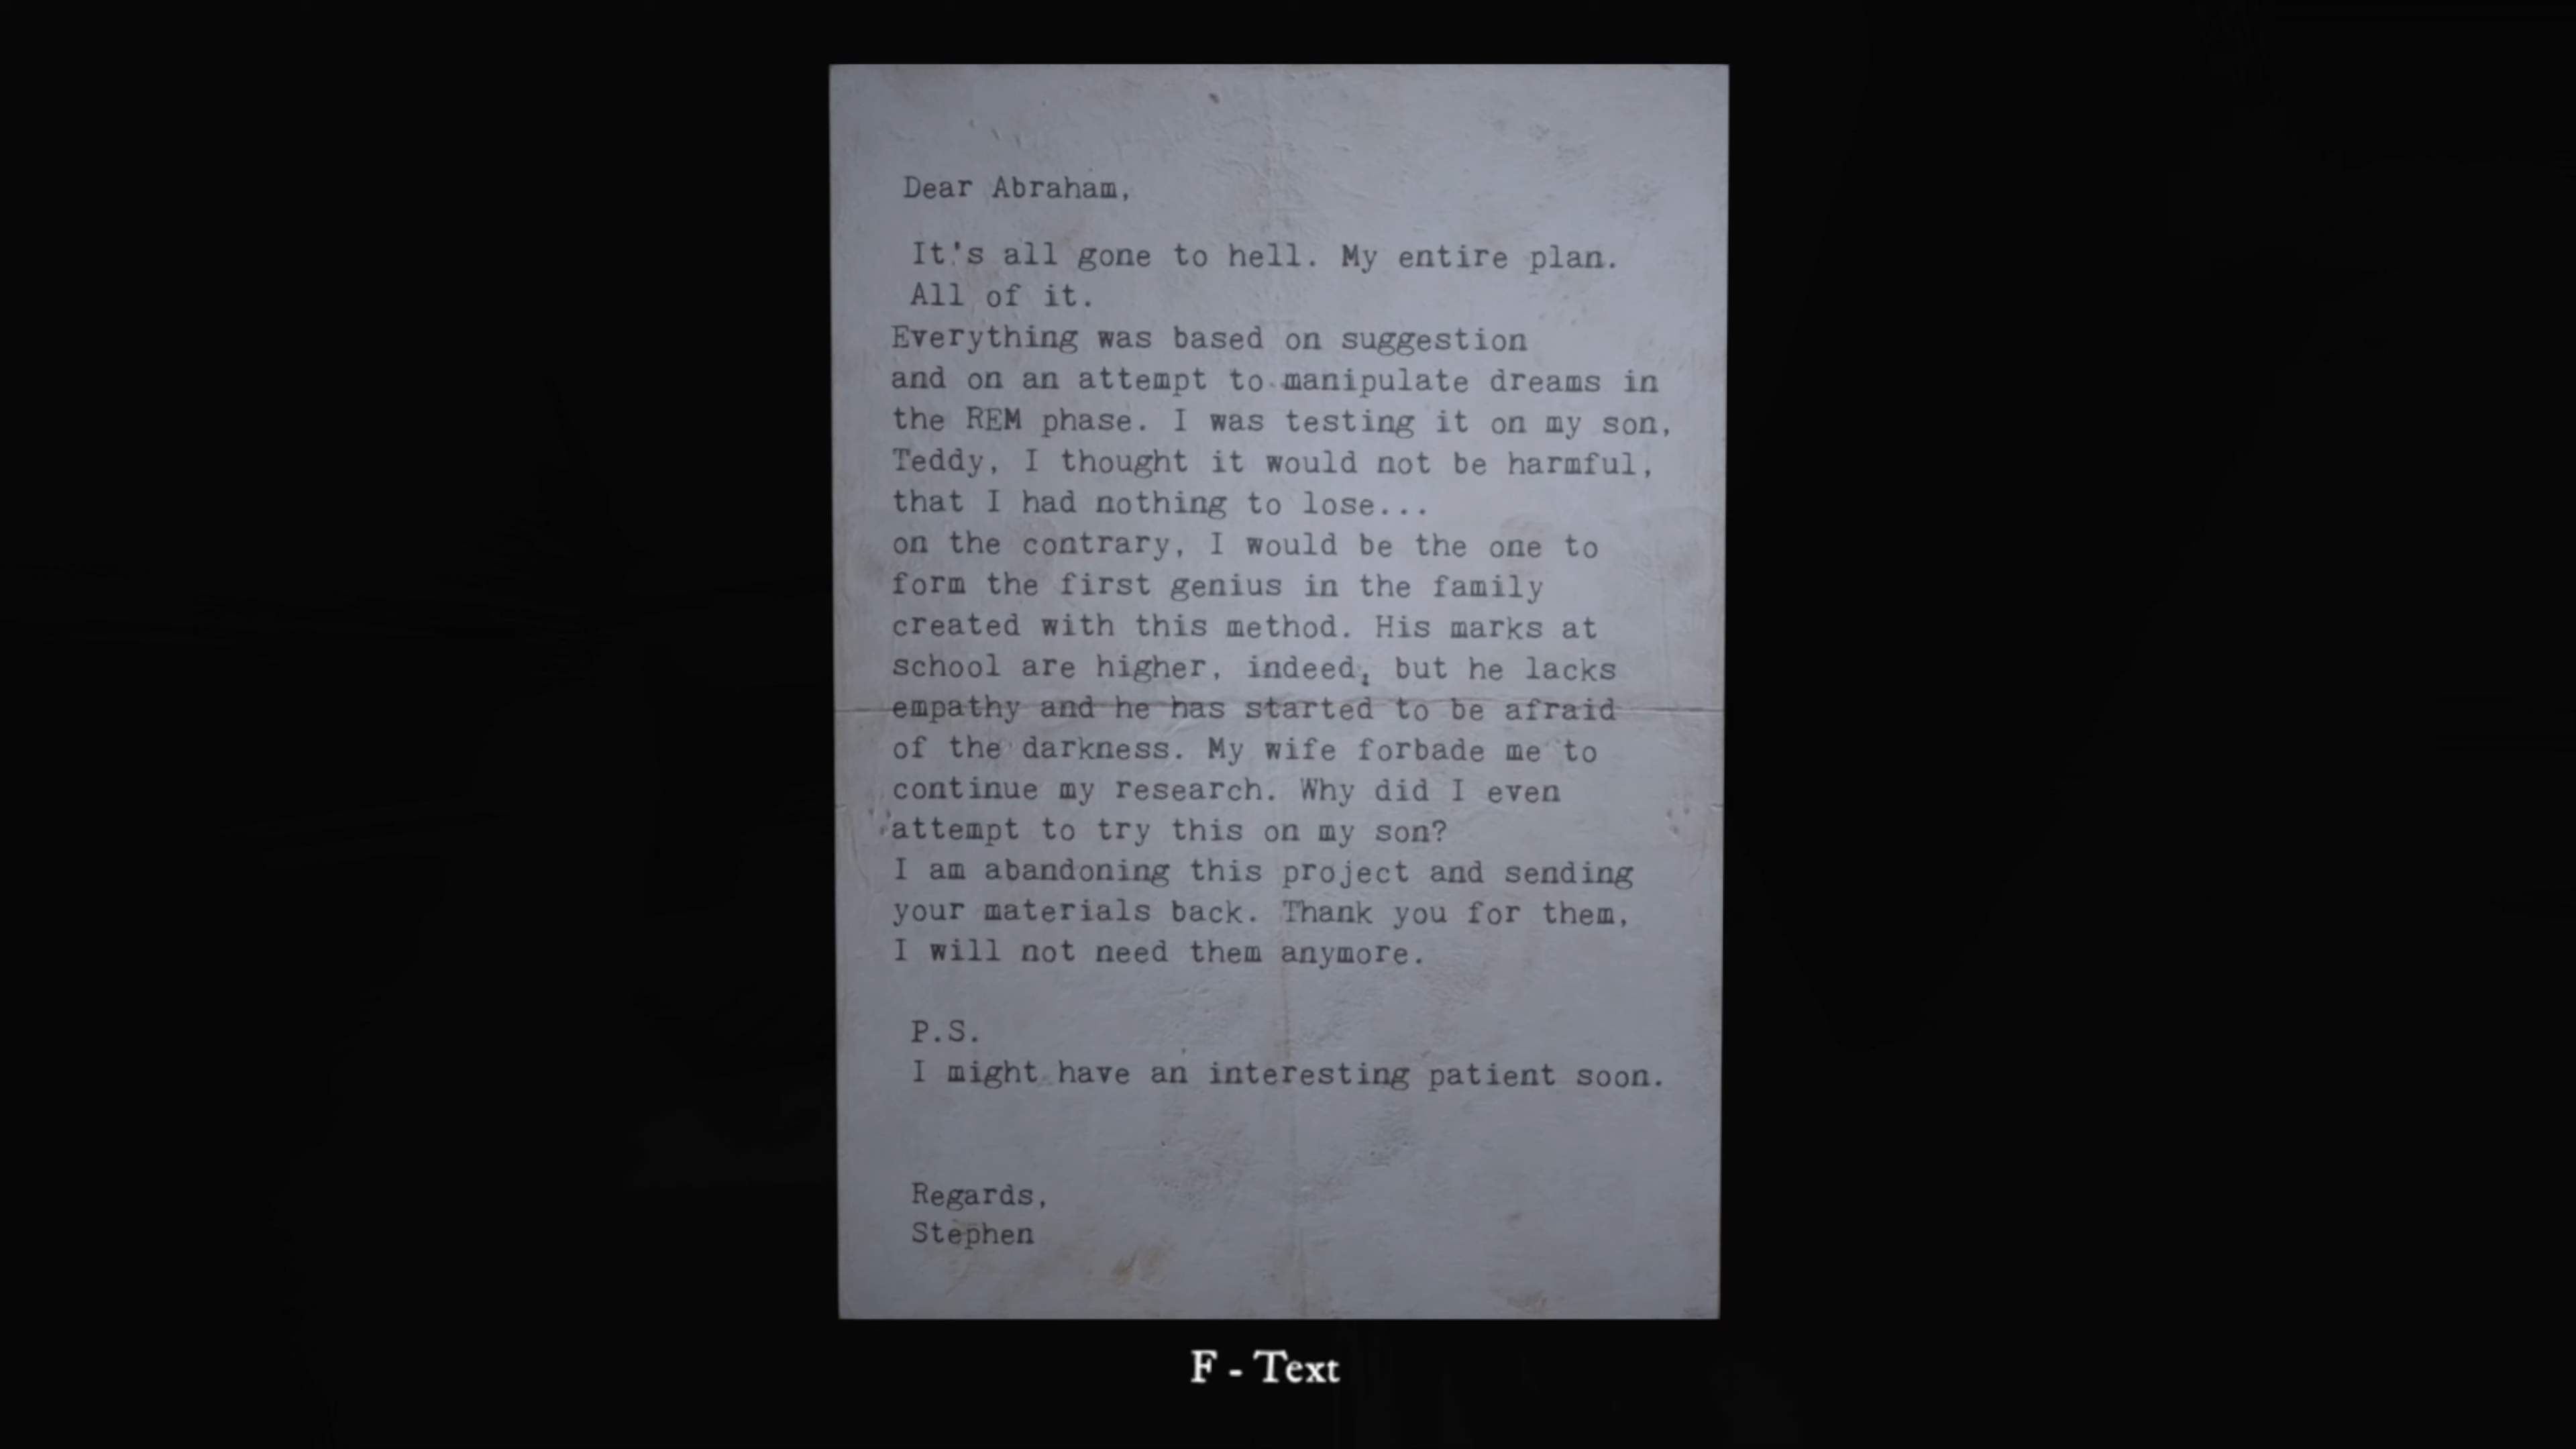 Dear Abraham,
It's all gone to hell. My entire plan.
All of it.
Everything was based on suggestion
and on an attempt to manipulate dreams in
the REM phase. I was testing it on my son,
Teddy, I thought it would not be harmful,
that I had nothing to lose...
on the contrary, I would be the one to
form the first genius in the family
created with this method. His marks at
school are higher, indeed, but he lacks
empathy and he has started to be afraid
of the darkness. My wife forbade me to
continue my research. Why did I even
attempt to try this on my son?
I am abandoning this project and sending
your materials back. Thank you for them,
I will not need them anymore.
P.S.
I might have an interesting patient soon.
Regards,
Stephen
F - Text